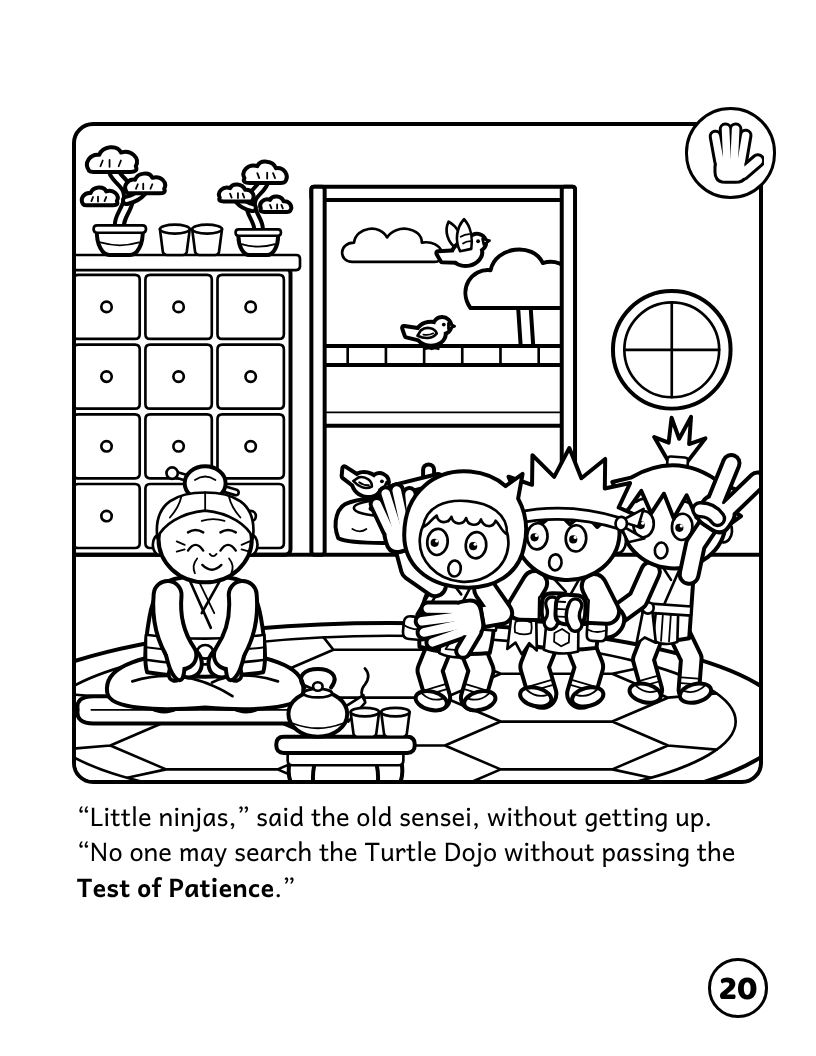 “Little ninjas,” said the old sensei, without getting up.
“No one may search the Turtle Dojo without passing the
Test of Patience.”
20